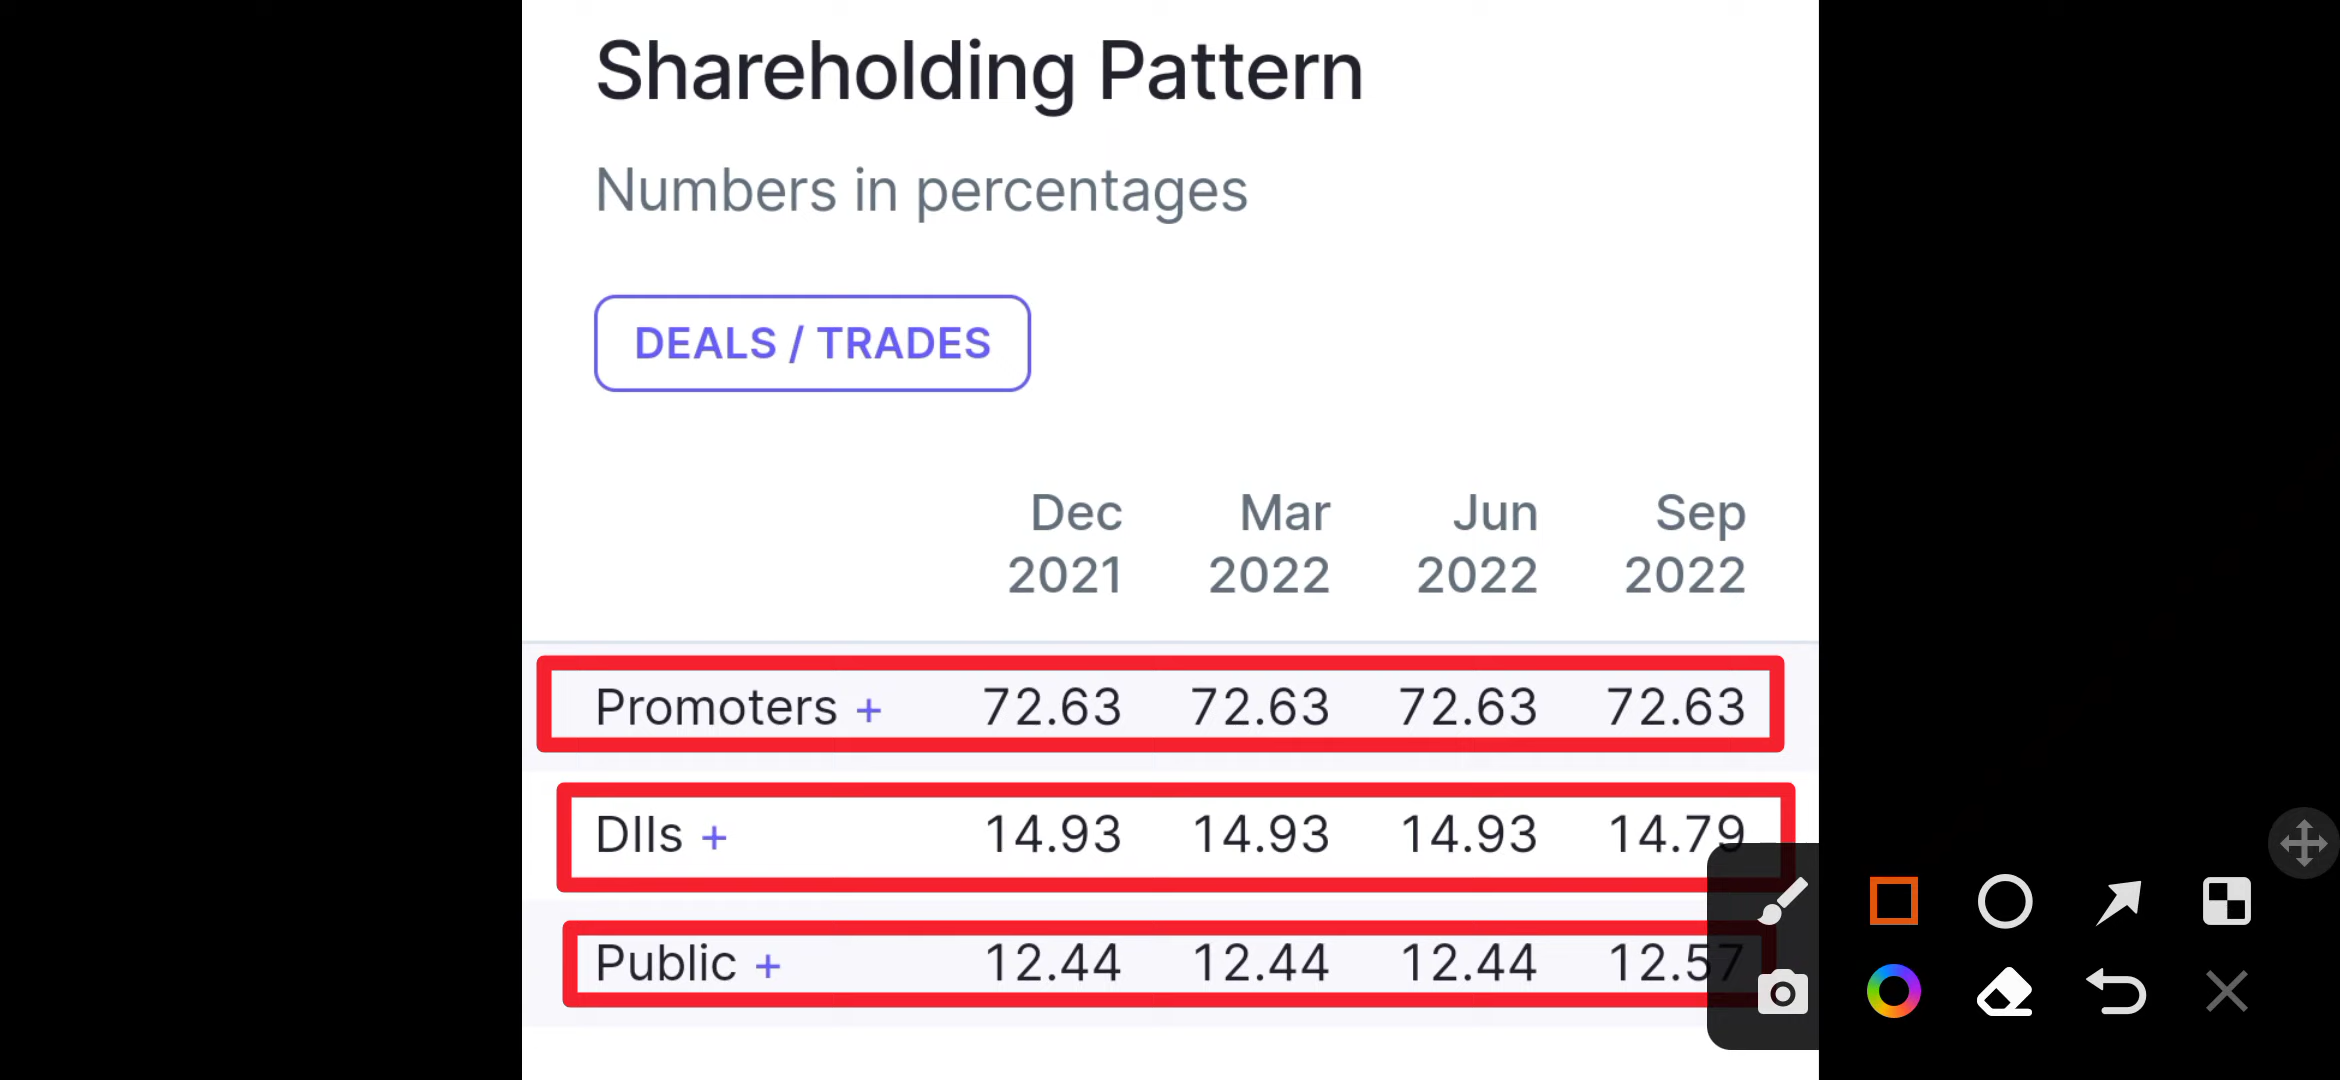 Shareholding Pattern
Numbers in percentages
DEALS / TRADES
Dec 2021 Mar 2022 Jun 2022 Sep 2022
Promoters + 72.63 72.63 72.63 72.63
DIIs + 14.93 14.93 14.93 14.79
Public + 12.44 12.44 12.44 12.57